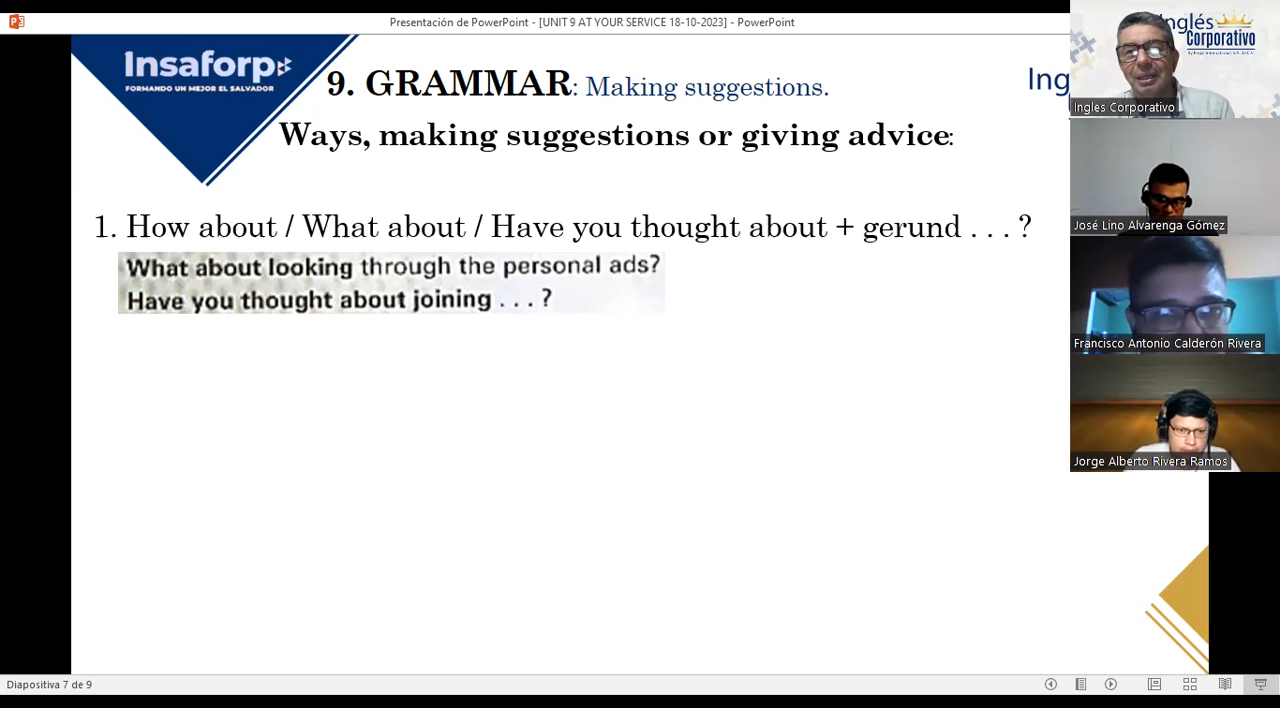 Presentación de PowerPoint - [UNIT 9 AT YOUR SERVICE 18-10-2023] - PowerPoint
Insaforp
FORMANDO UN MEJOR EL SALVADOR
9. GRAMMAR: Making suggestions.
Ing
Ways, making suggestions or giving advice:
1. How about / What about / Have you thought about + gerund . . . ?
What about looking through the personal ads?
Have you thought about joining . . . ?
Inglés
Corporativo
Ingles Corporativo
José Lino Alvarenga Gómez
Francisco Antonio Calderón Rivera
Jorge Alberto Rivera Ramos
Diapositiva 7 de 9